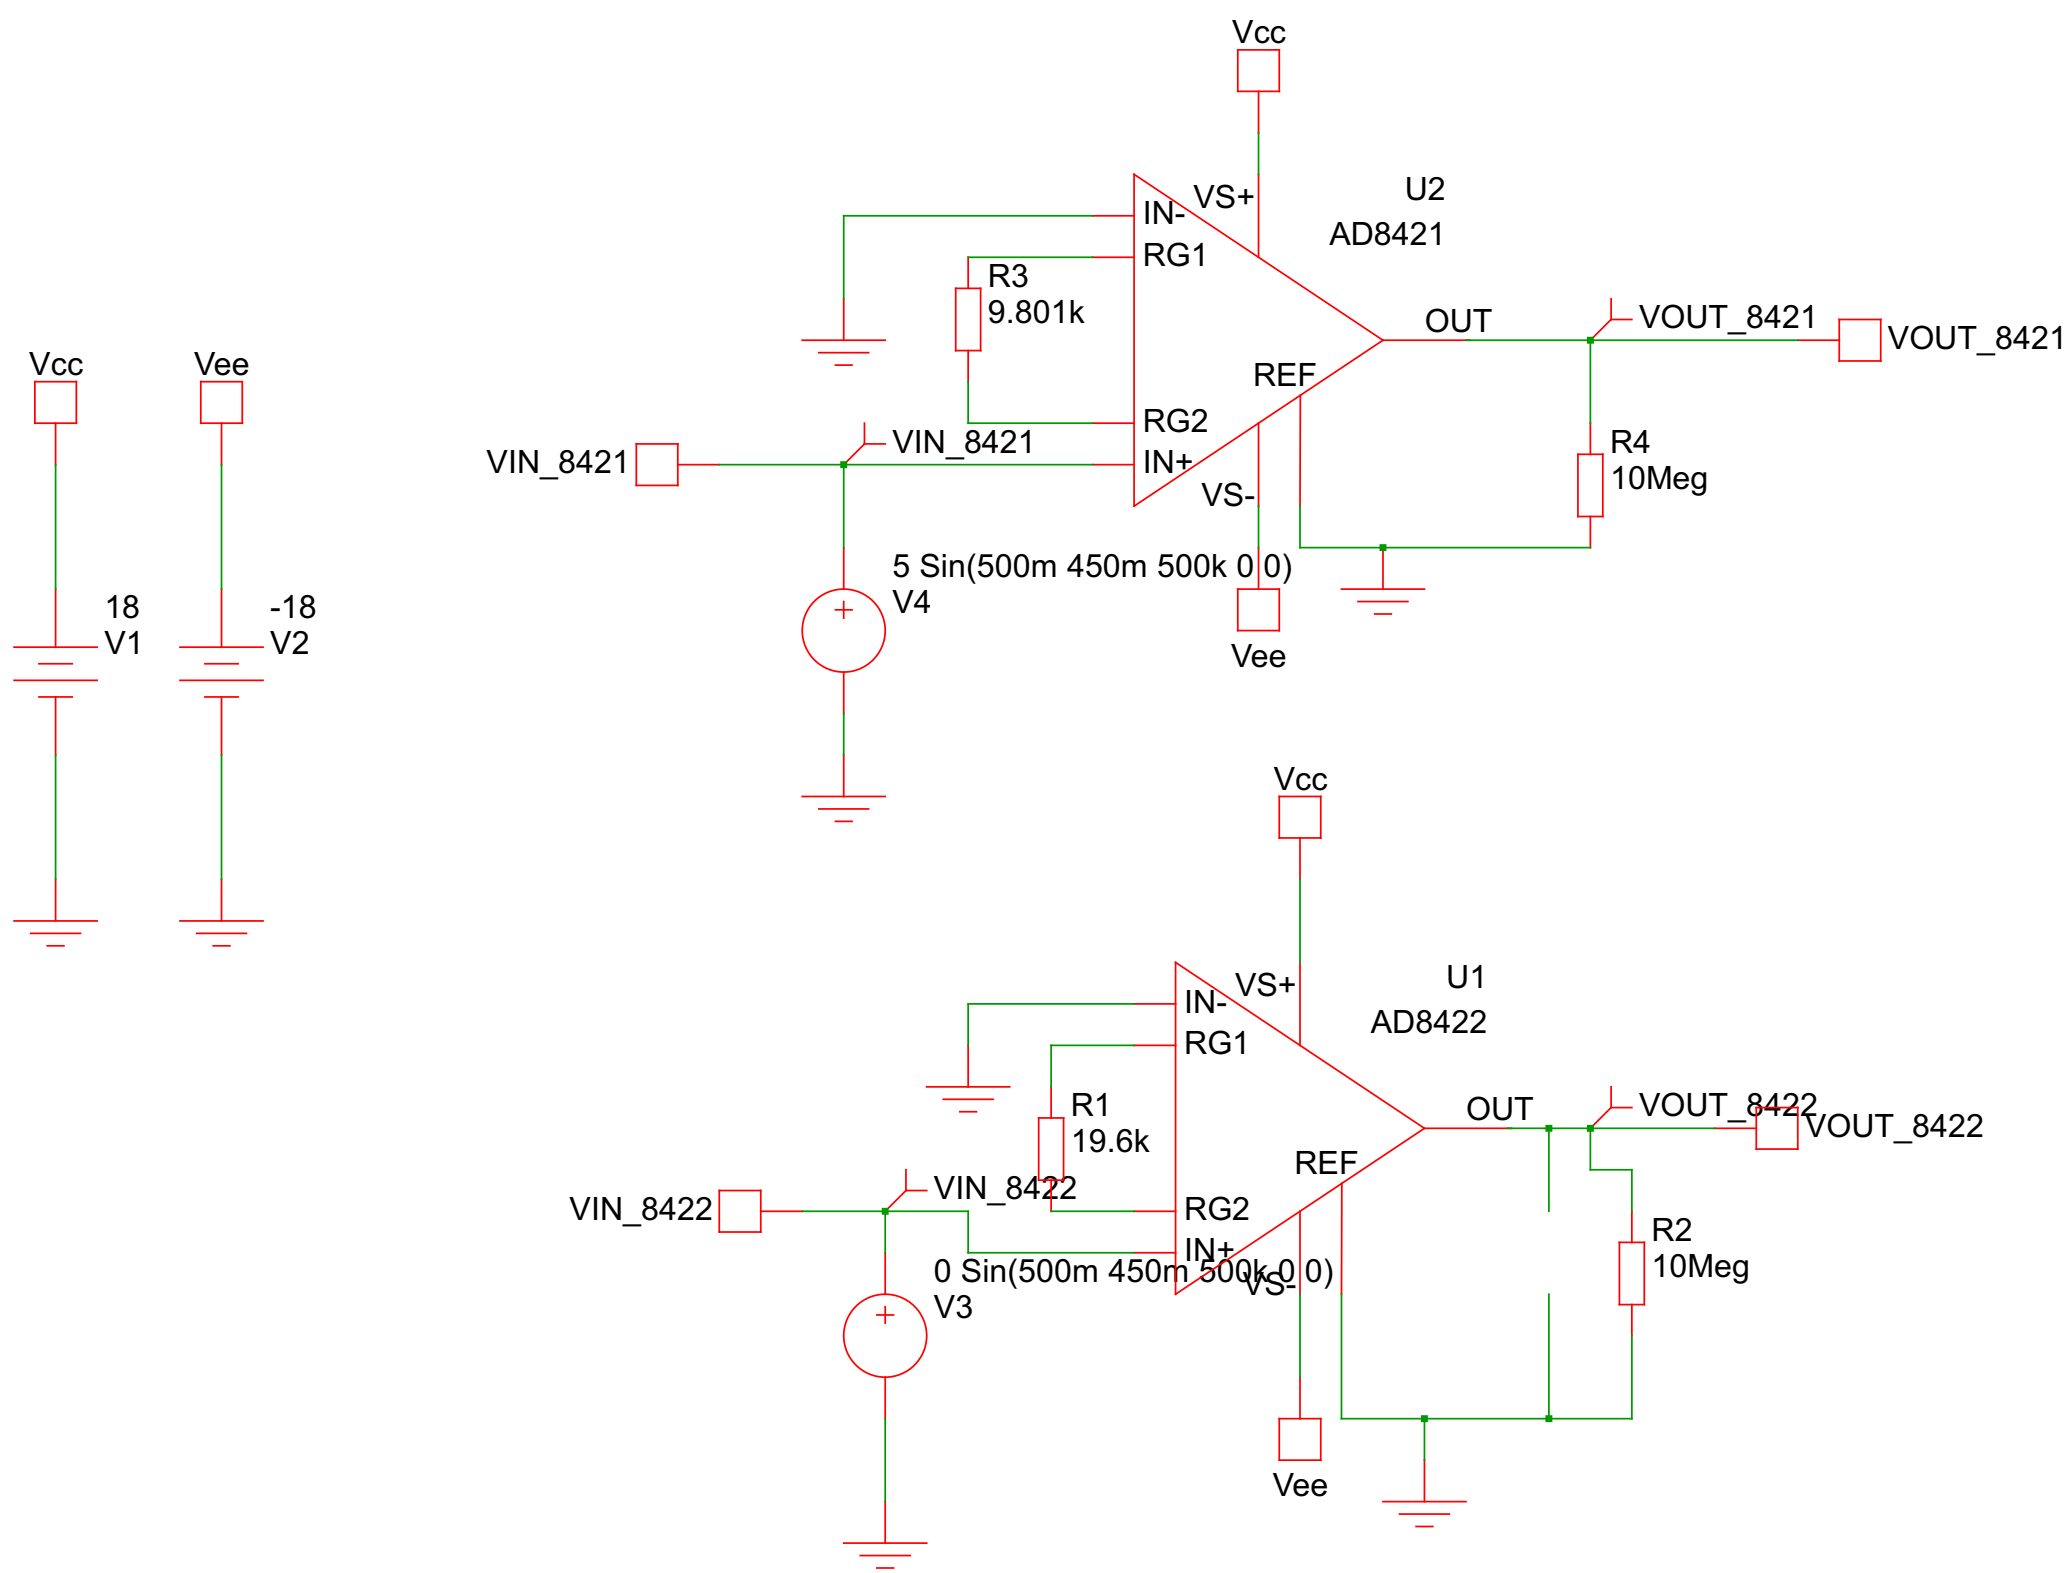 Vcc
VS+
U2
AD8421
IN-
RG1
R3
9.801k
OUT
VOUT_8421
VOUT_8421
REF
Vcc
Vee
RG2
VIN_8421
VIN_8421
IN+
R4
10Meg
VS-
5 Sin(500m 450m 500k 0 0)
V4
18
V1
-18
V2
Vee
Vcc
VS+
U1
AD8422
IN-
RG1
R1
19.6k
OUT
VOUT_8422
VOUT_8422
REF
VIN_8422
VIN_8422
RG2
IN+
R2
10Meg
0 Sin(500m 450m 500k 0 0)
VS-
V3
Vee